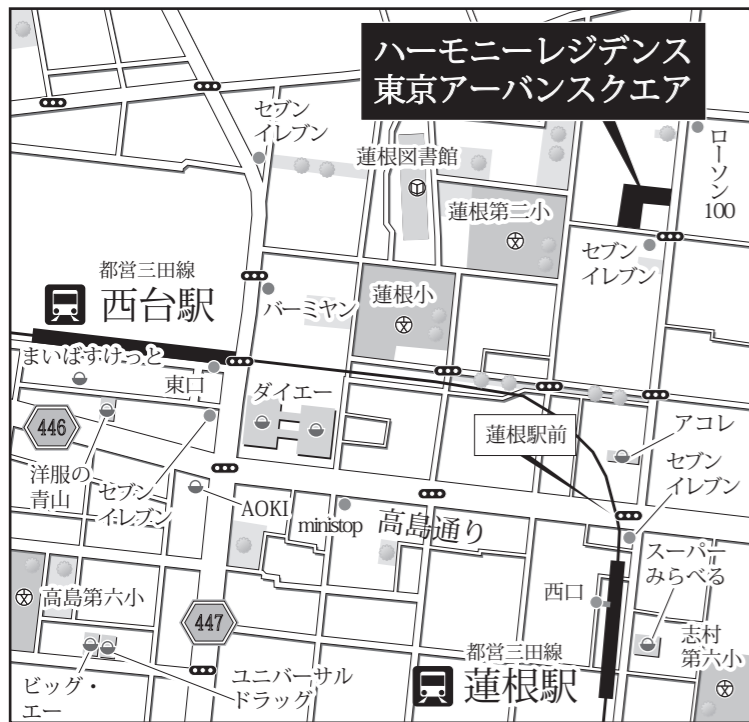 ハーモニーレジデンス
東京アーバンスクエア
セブン
イレブン
蓮根図書館
ローソン
100
蓮根第二小
セブン
イレブン
都営三田線
西台駅
バーミヤン
蓮根小
まいばすけっと
東口
ダイエー
446
蓮根駅前
アコレ
洋服の
青山
セブン
イレブン
AOKI
ministop
高島通り
セブン
イレブン
スーパー
みらべる
高島第六小
西口
447
志村
第六小
ビッグ・
エー
ユニバーサル
ドラッグ
都営三田線
蓮根駅
文
文
文
文
文